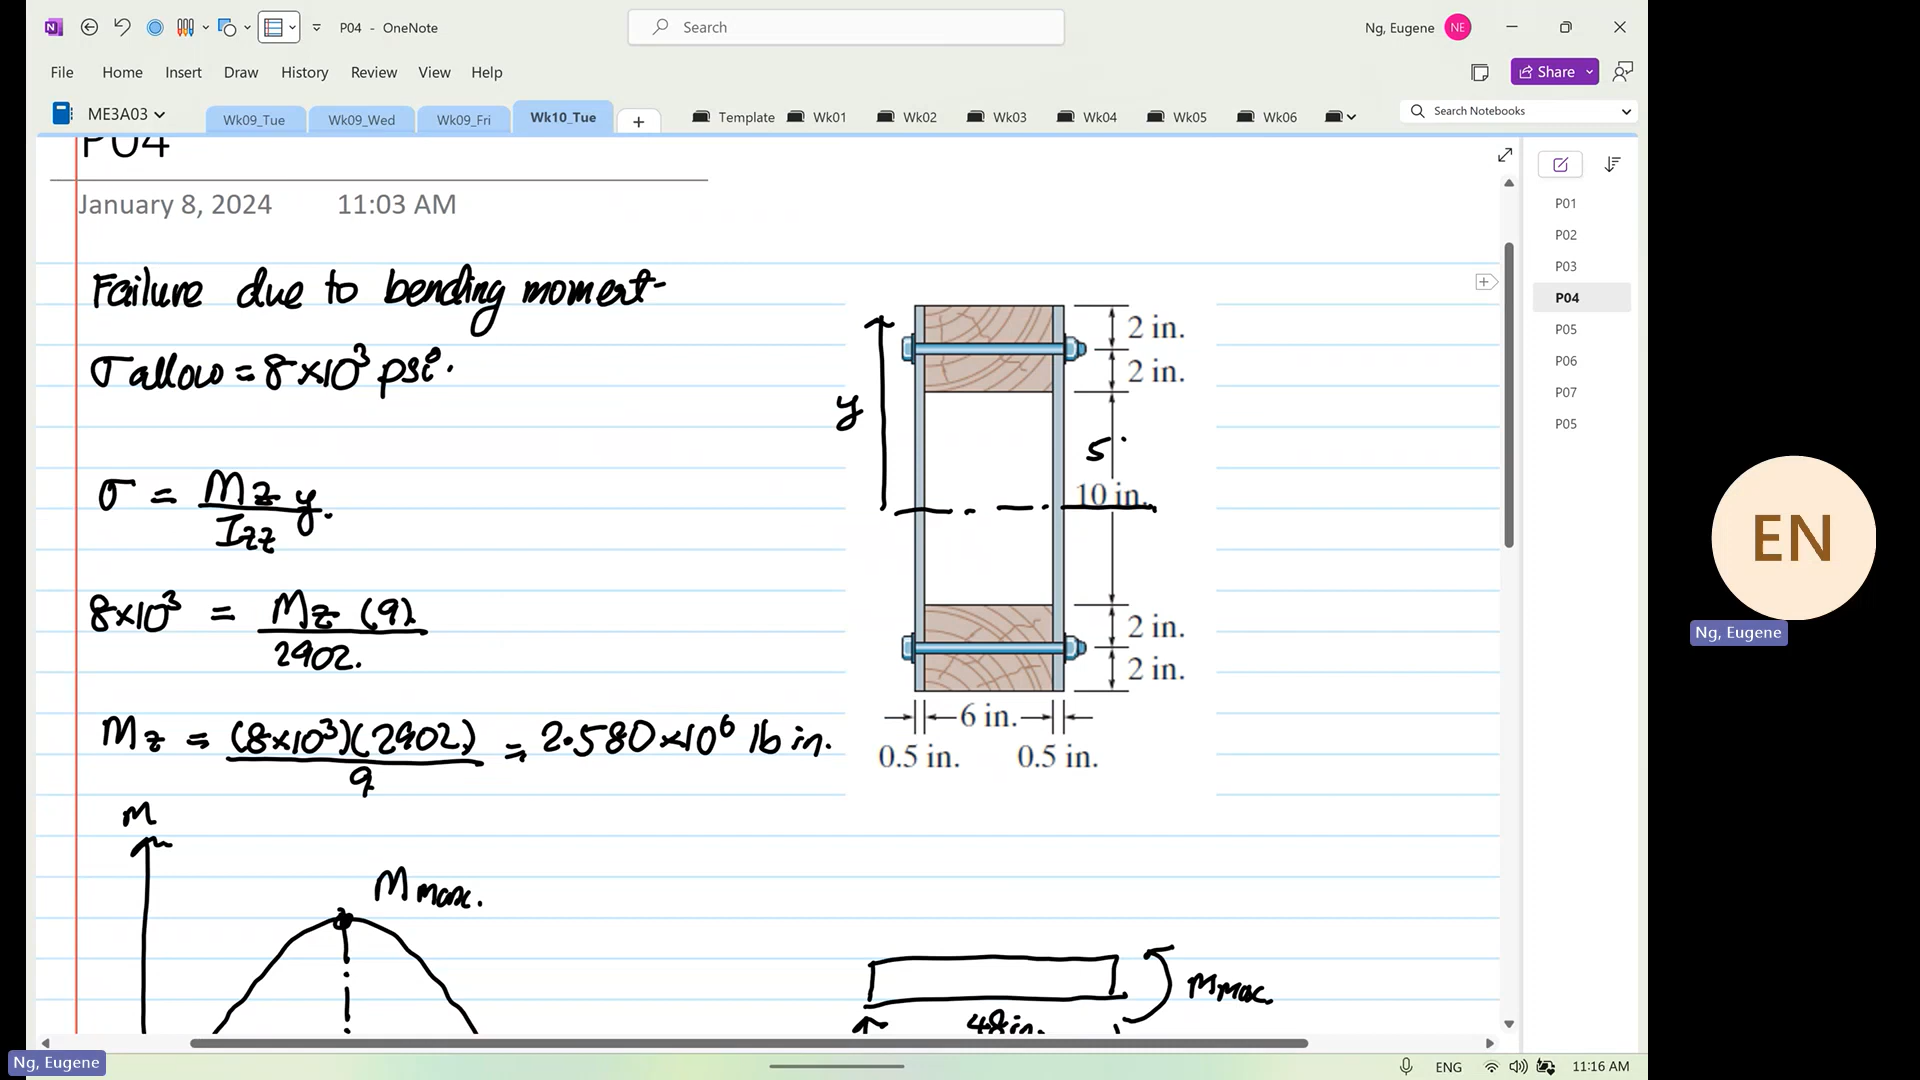 P04 - OneNote
Search
Ng, Eugene
NE
File Home Insert Draw History Review View Help
Share
ME3A03
Wk09_Tue Wk09_Wed Wk09_Fri Wk10_Tue + Template Wk01 Wk02 Wk03 Wk04 Wk05 Wk06
Search Notebooks
P04
January 8, 2024 11:03 AM
P01
P02
P03
P04
P05
P06
P07
P05
Failure due to bending moment
σ allow = 8×10³ psi.
σ = Mz / Izz y.
8×10³ = Mz (9) / 2902.
Mz = (8×10³)(2902) / 9 = 2.580×10⁶ lb in.
y
2 in.
2 in.
5"
10 in.
2 in.
2 in.
6 in.
0.5 in. 0.5 in.
M
M max.
M max.
48in.
EN
Ng, Eugene
Ng, Eugene
ENG
11:16 AM